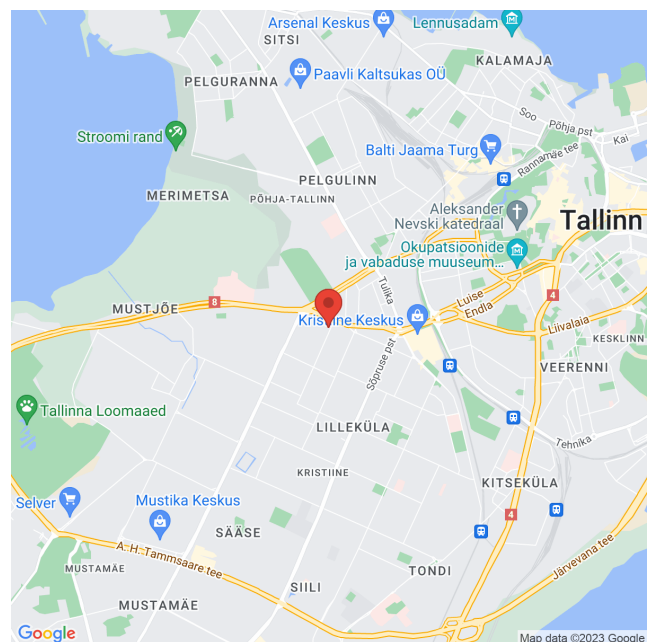 Arsenal Keskus
Lennusadam
SITSI
KALAMAJA
PELGURANNA
Paavli Kaltsukas OÜ
Soo
Põhja pst
Kai
Stroomi rand
Balti Jaama Turg
Rannamäe tee
PELGULINN
MERIMETSA
PÕHJA-TALLINN
Aleksander
Nevski katedraal
Tallinn
Okupatsioonide
ja vabaduse muuseum...
Tulika
8
4
MUSTJÕE
Luise
Endla
Kristiine Keskus
Liivalaia
KESKLINN
Sõpruse pst
VEERENNI
Tallinna Loomaaed
LILLEKÜLA
Tehnika
KRISTIINE
KITSEKÜLA
Selver
Mustika Keskus
4
SÄÄSE
A. H. Tammsaare tee
Järvevana tee
MUSTAMÄE
TONDI
SIILI
MUSTAMÄE
Google
Map data ©2023 Google